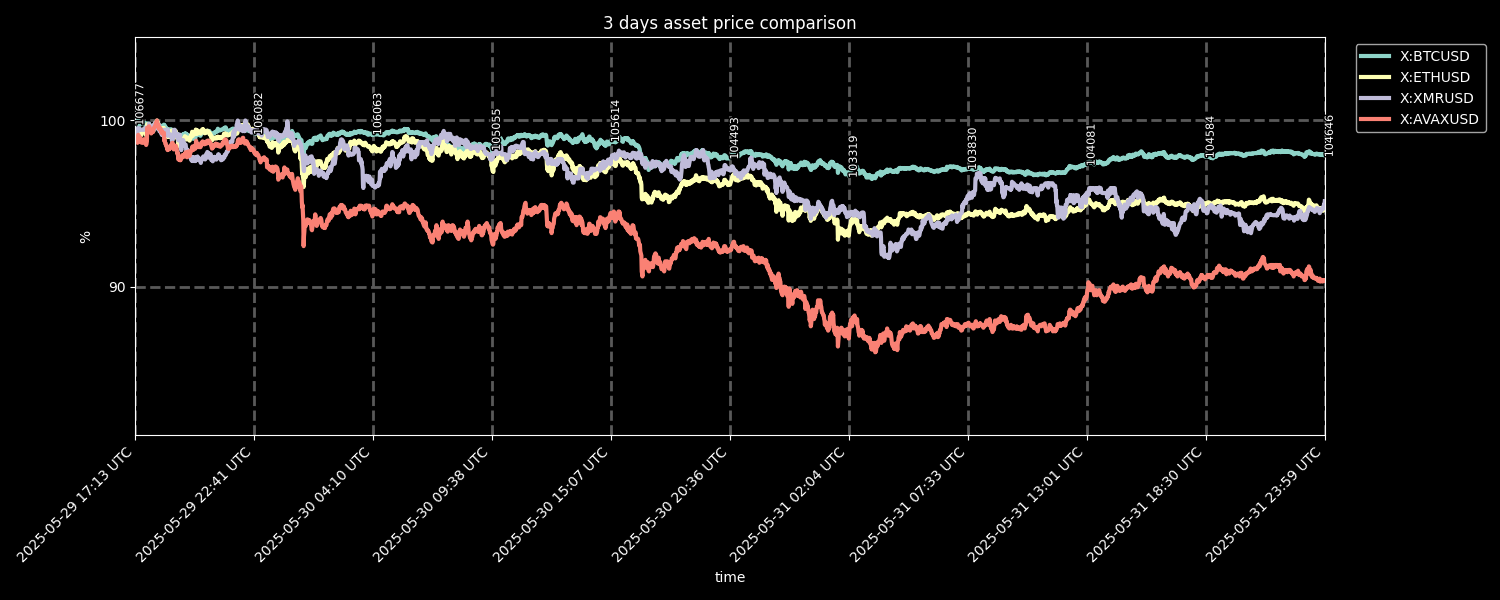 3 days asset price comparison
X:BTCUSD
X:ETHUSD
X:XMRUSD
X:AVAXUSD
%
100
90
106677
106082
106063
105055
105614
104493
103319
103830
104081
104584
104646
2025-05-29 17:13 UTC
2025-05-29 22:41 UTC
2025-05-30 04:10 UTC
2025-05-30 09:38 UTC
2025-05-30 15:07 UTC
2025-05-30 20:36 UTC
2025-05-31 02:04 UTC
2025-05-31 07:33 UTC
2025-05-31 13:01 UTC
2025-05-31 18:30 UTC
2025-05-31 23:59 UTC
time